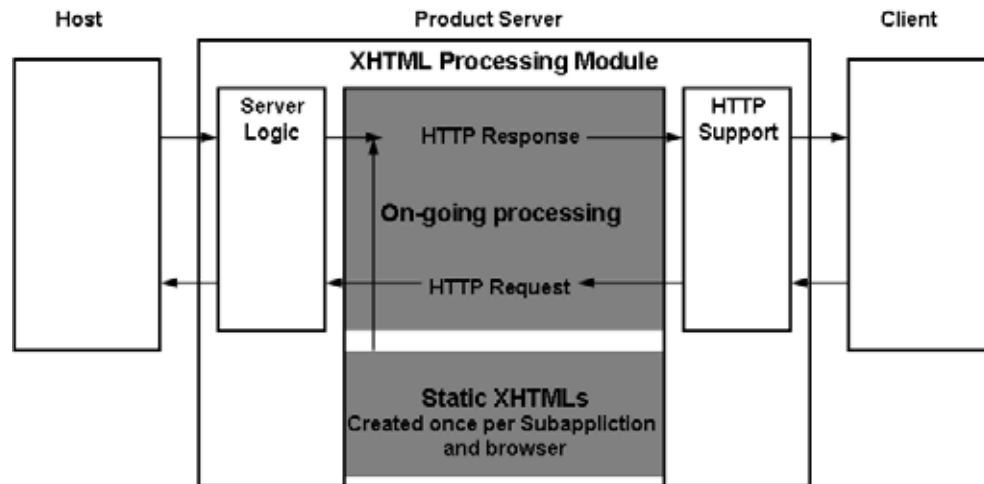 Host
Product Server
Client
XHTML Processing Module
Server
Logic
HTTP Response
HTTP
Support
On-going processing
HTTP Request
Static XHTMLs
Created once per Subappliction
and browser